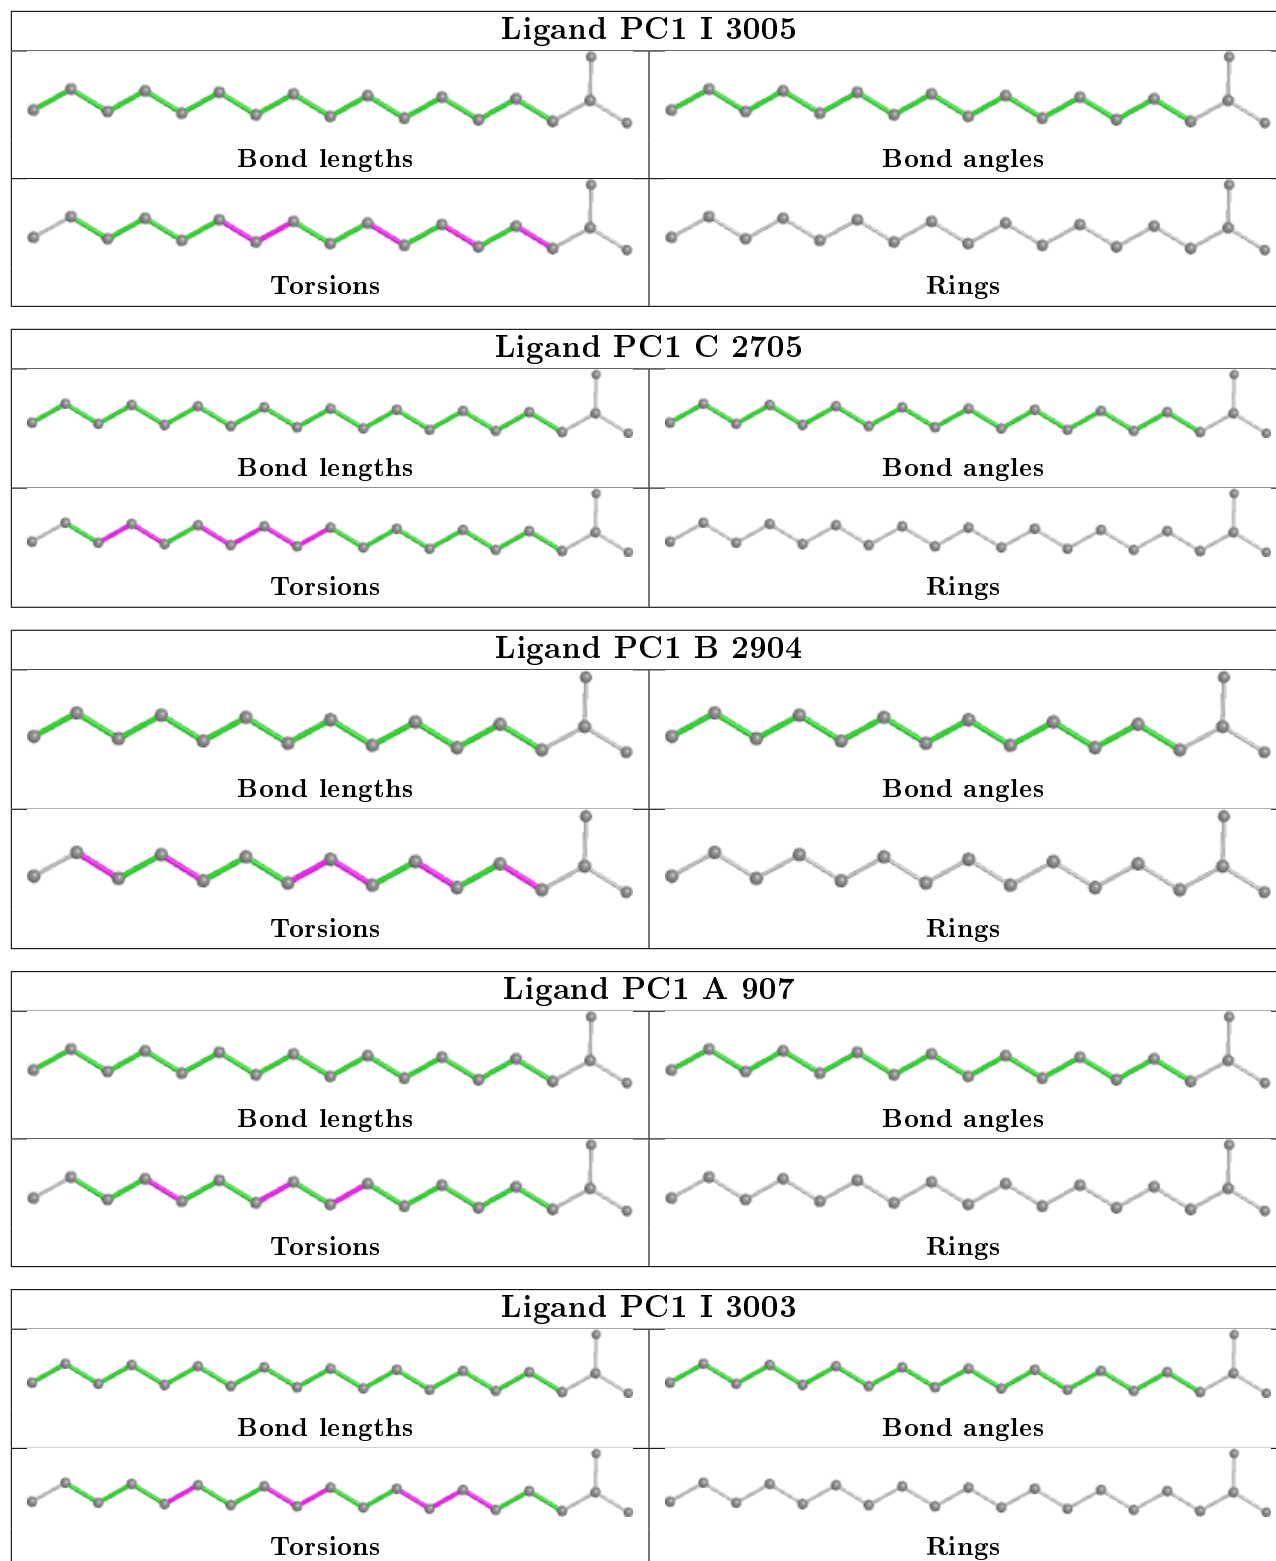 Ligand PC1 I 3005
Bond lengths
Bond angles
Torsions
Rings
Ligand PC1 C 2705
Bond lengths
Bond angles
Torsions
Rings
Ligand PC1 B 2904
Bond lengths
Bond angles
Torsions
Rings
Ligand PC1 A 907
Bond lengths
Bond angles
Torsions
Rings
Ligand PC1 I 3003
Bond lengths
Bond angles
Torsions
Rings